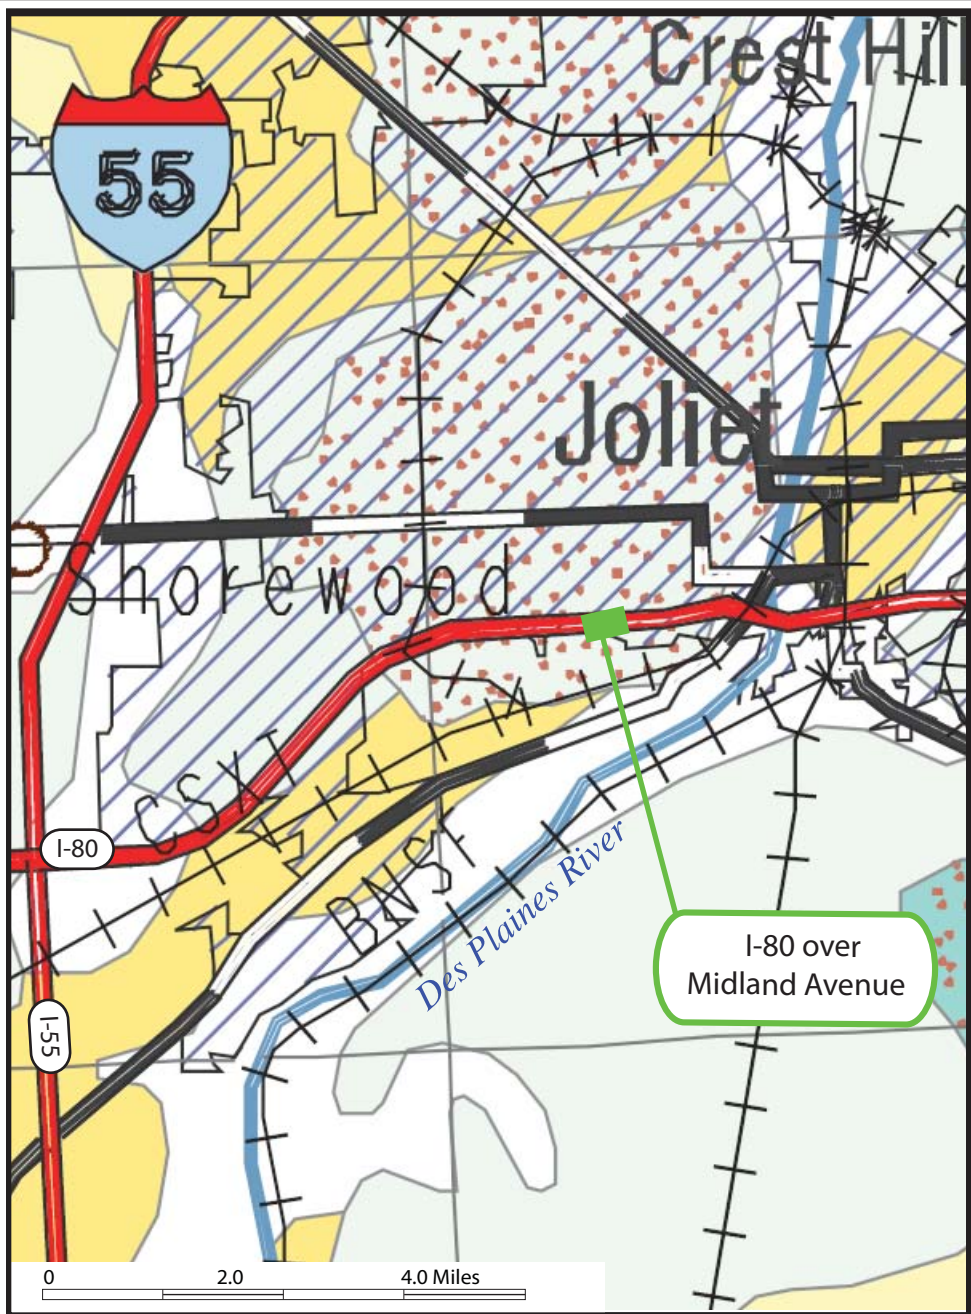 Crest Hill
55
Joliet
Shorewood
CSXT
I-80
BNSF
Des Plaines River
I-80 over
Midland Avenue
I-55
0 2.0 4.0 Miles